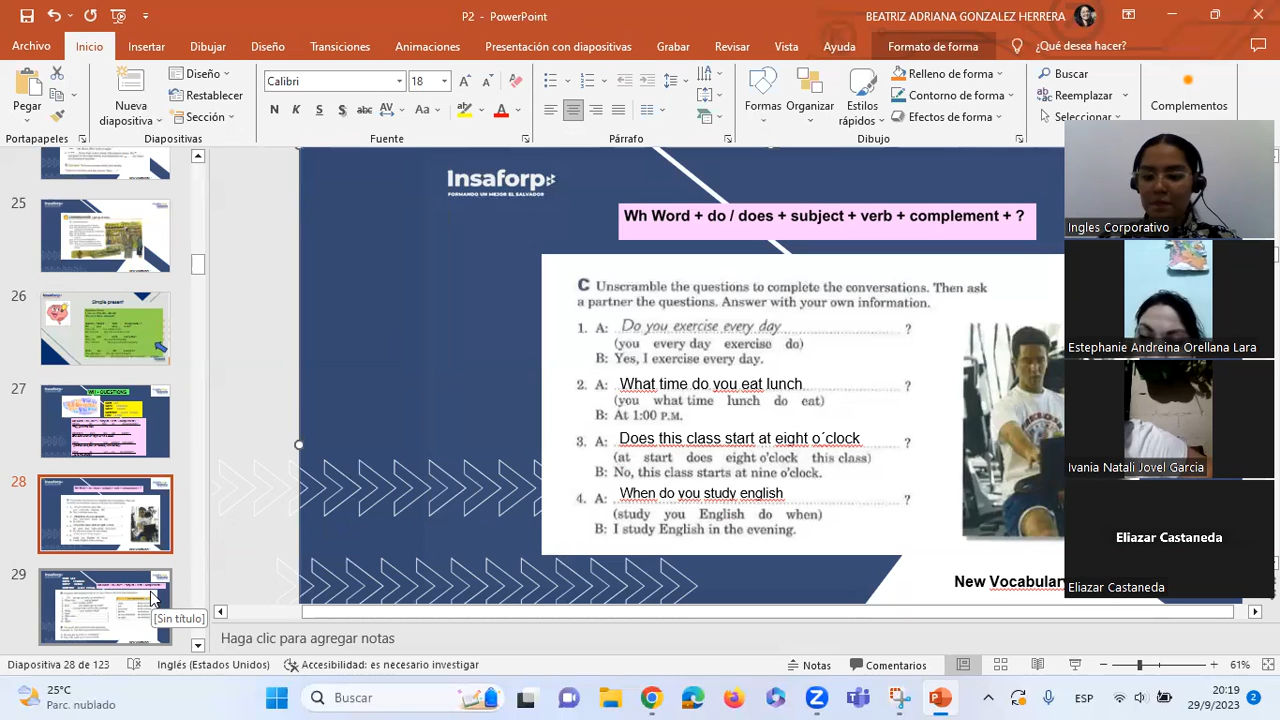 P2 - PowerPoint
BEATRIZ ADRIANA GONZALEZ HERRERA
Archivo Inicio Insertar Dibujar Diseño Transiciones Animaciones Presentación con diapositivas Grabar Revisar Vista Ayuda Formato de forma ¿Qué desea hacer?
Pegar
Portapapeles
Nueva
diapositiva
Diseño
Restablecer
Sección
Diapositivas
Calibri 18
N K S S abc AV Aa A
Fuente
Párrafo
Formas Organizar Estilos
rápidos
Relleno de forma
Contorno de forma
Efectos de forma
Dibujo
Buscar
Reemplazar
Seleccionar
Complementos
25
26
Simple present
27
WH - QUESTIONS
28
29
[Sin título]
Insaforp
FORMANDO UN MEJOR EL SALVADOR
Wh Word + do / does + subject + verb + complement + ?
C Unscramble the questions to complete the conversations. Then ask
a partner the questions. Answer with your own information.
1. A: Do you exercise every day ?
(you every day exercise do)
B: Yes, I exercise every day.
2. A: What time do you eat lunch ?
(you what time lunch do eat)
B: At 1:00 P.M.
3. A: Does this class start at eight o'clock ?
(at start does eight o'clock this class)
B: No, this class starts at nine o'clock.
4. A: When do you study ?
(study you English do when)
B: I study English in the evening.
New Vocabular
Ingles Corporativo
Estephanie Andreina Orellana Lara
Ivania Natali Jovel Garcia
Eliazar Castaneda
Eliazar Castaneda
Haga clic para agregar notas
Diapositiva 28 de 123 Inglés (Estados Unidos) Accesibilidad: es necesario investigar Notas Comentarios 61%
25°C
Parc. nublado
Buscar
ESP
20:19
29/9/2023
2